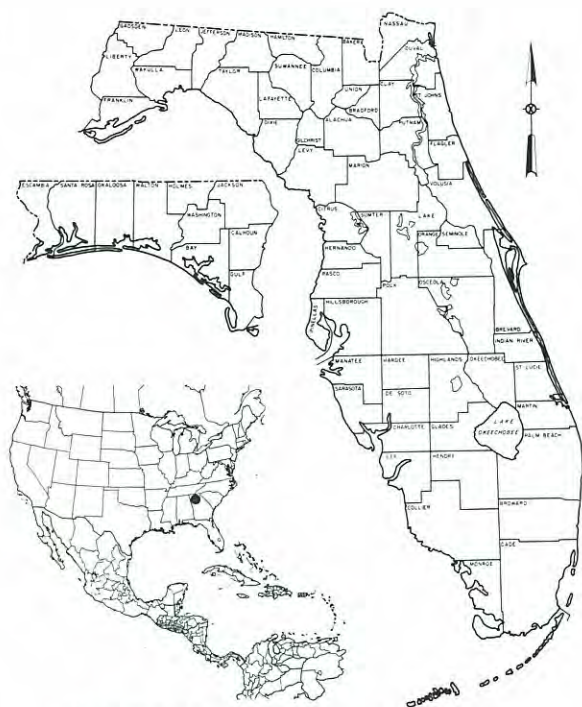 NASSAU
GADSDEN
LEON
JEFFERSON
MADISON
HAMILTON
BAKER
DUVAL
LIBERTY
WAKULLA
TAYLOR
SUWANNEE
COLUMBIA
UNION
CLAY
ST JOHNS
FRANKLIN
LAFAYETTE
BRADFORD
DIXIE
ALACHUA
PUTNAM
GILCHRIST
FLAGLER
LEVY
MARION
VOLUSIA
ESCAMBIA
SANTA ROSA
OKALOOSA
WALTON
HOLMES
JACKSON
WASHINGTON
BAY
CALHOUN
GULF
CITRUS
SUMTER
LAKE
HERNANDO
ORANGE
SEMINOLE
PASCO
POLK
OSCEOLA
HILLSBOROUGH
PINELLAS
BREVARD
INDIAN RIVER
MANATEE
HARDEE
HIGHLANDS
OKEECHOBEE
ST LUCIE
SARASOTA
DE SOTO
MARTIN
CHARLOTTE
GLADES
LAKE
OKEECHOBEE
PALM BEACH
LEE
HENDRY
BROWARD
COLLIER
DADE
MONROE